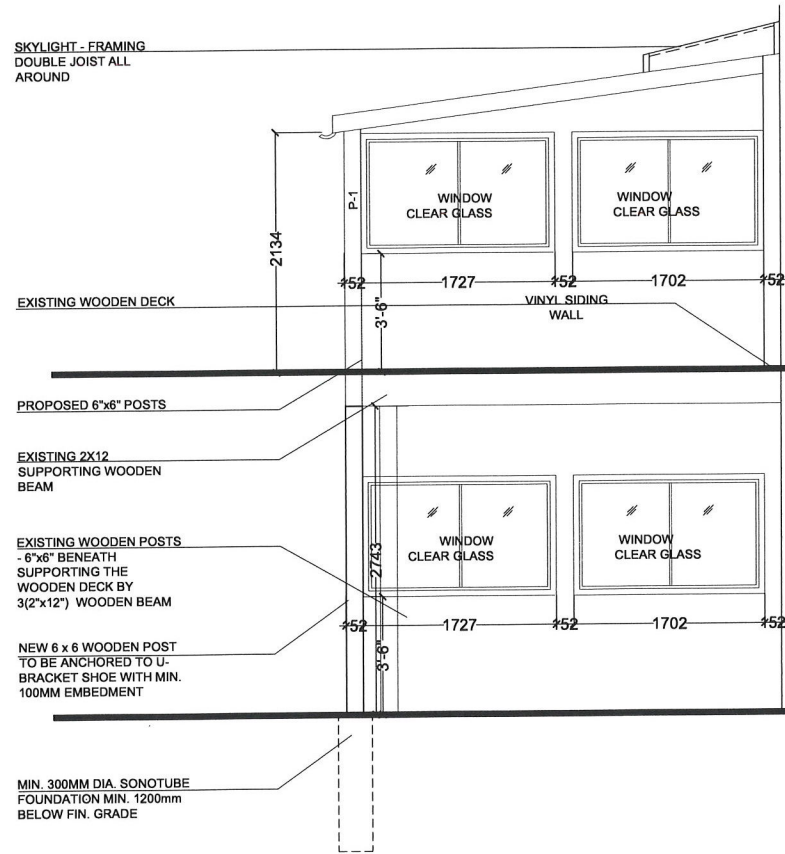 SKYLIGHT - FRAMING
DOUBLE JOIST ALL
AROUND
P-1
WINDOW
CLEAR GLASS
WINDOW
CLEAR GLASS
2134
52 1727 52 1702 52
3'-6"
EXISTING WOODEN DECK
VINYL SIDING
WALL
PROPOSED 6"x6" POSTS
EXISTING 2X12
SUPPORTING WOODEN
BEAM
EXISTING WOODEN POSTS
- 6"x6" BENEATH
SUPPORTING THE
WOODEN DECK BY
3(2"x12") WOODEN BEAM
2743
WINDOW
CLEAR GLASS
WINDOW
CLEAR GLASS
52 1727 52 1702 52
3'-6"
NEW 6 x 6 WOODEN POST
TO BE ANCHORED TO U-
BRACKET SHOE WITH MIN.
100MM EMBEDMENT
MIN. 300MM DIA. SONOTUBE
FOUNDATION MIN. 1200mm
BELOW FIN. GRADE